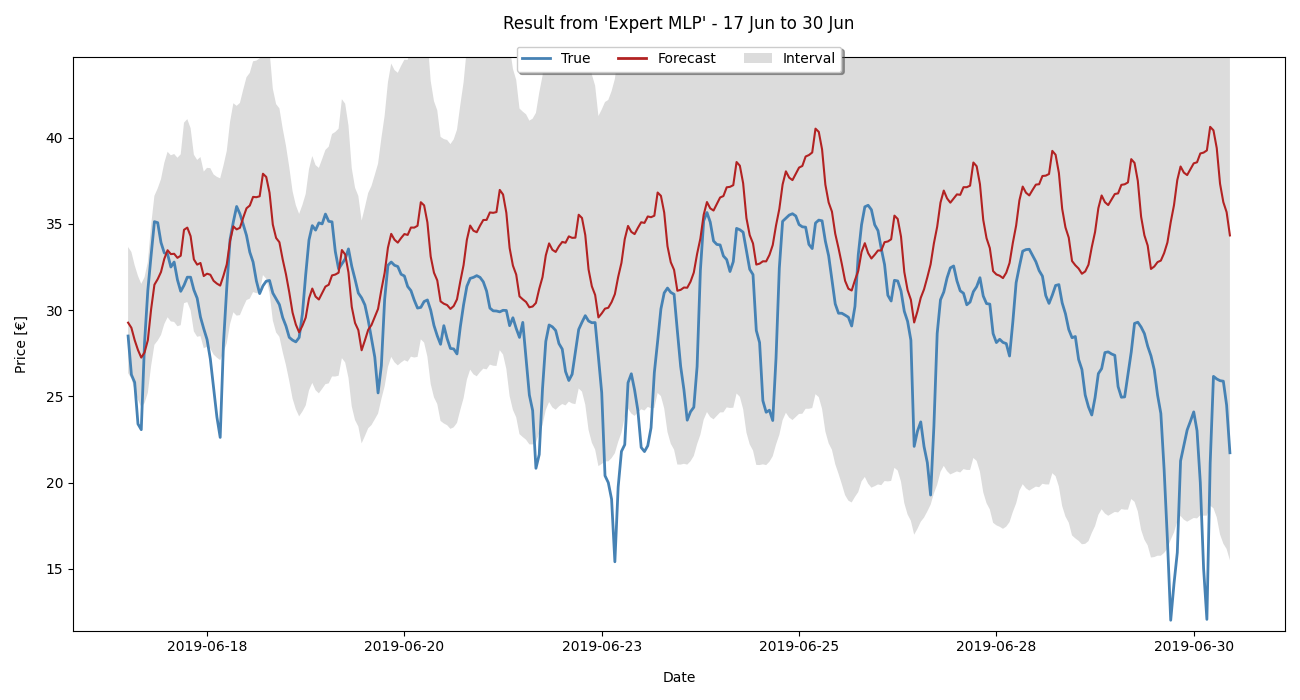 Result from 'Expert MLP' - 17 Jun to 30 Jun
True Forecast Interval
Price [€]
40
35
30
25
20
15
2019-06-18 2019-06-20 2019-06-23 2019-06-25 2019-06-28 2019-06-30
Date